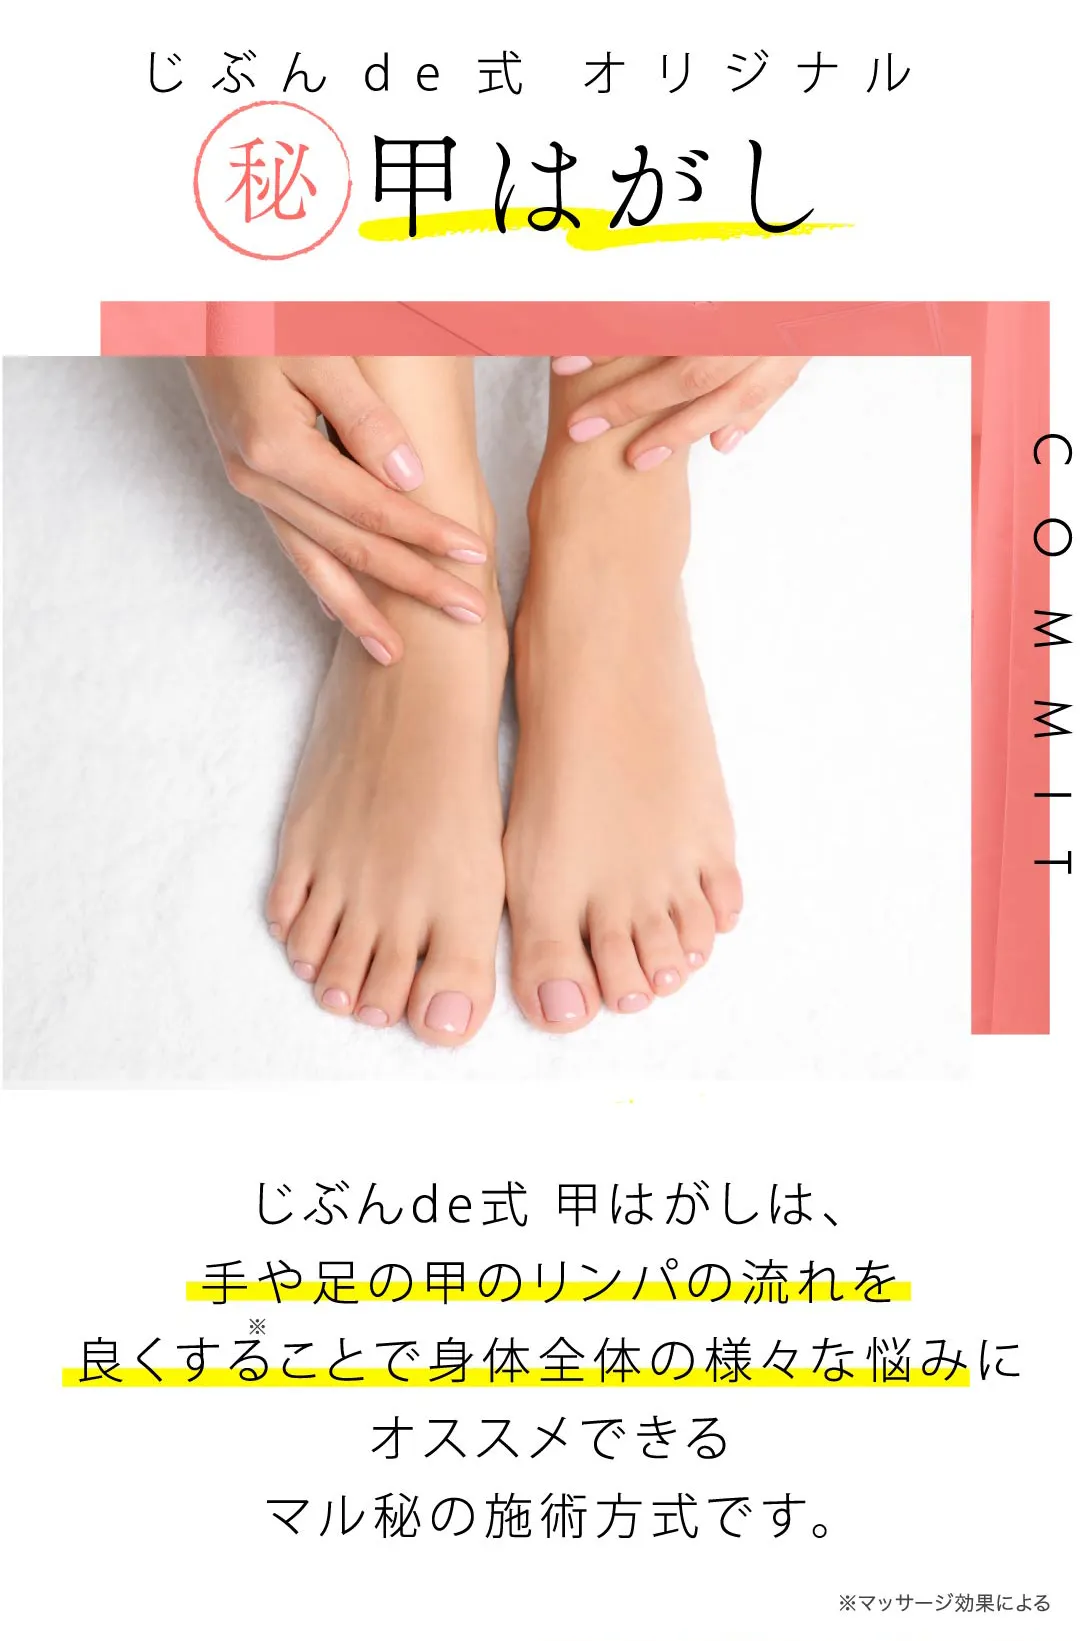 じぶんde式 オリジナル
秘 甲はがし
COMMIT
じぶんde式 甲はがしは、
手や足の甲のリンパの流れを
良くする※ことで身体全体の様々な悩みに
オススメできる
マル秘の施術方式です。
※マッサージ効果による